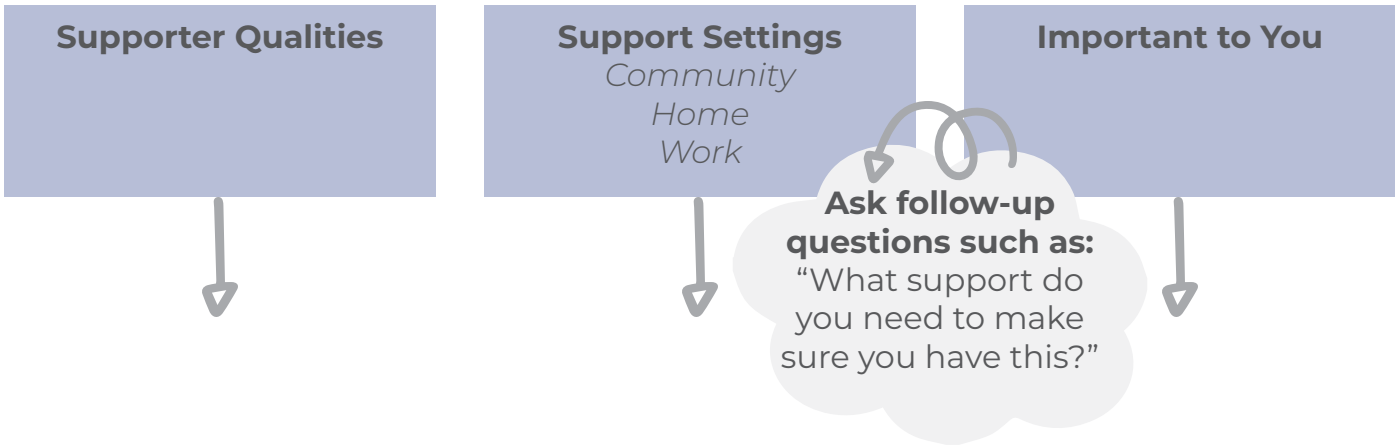 Supporter Qualities
Support Settings
Community
Home
Work
Important to You
Ask follow-up
questions such as:
“What support do
you need to make
sure you have this?”